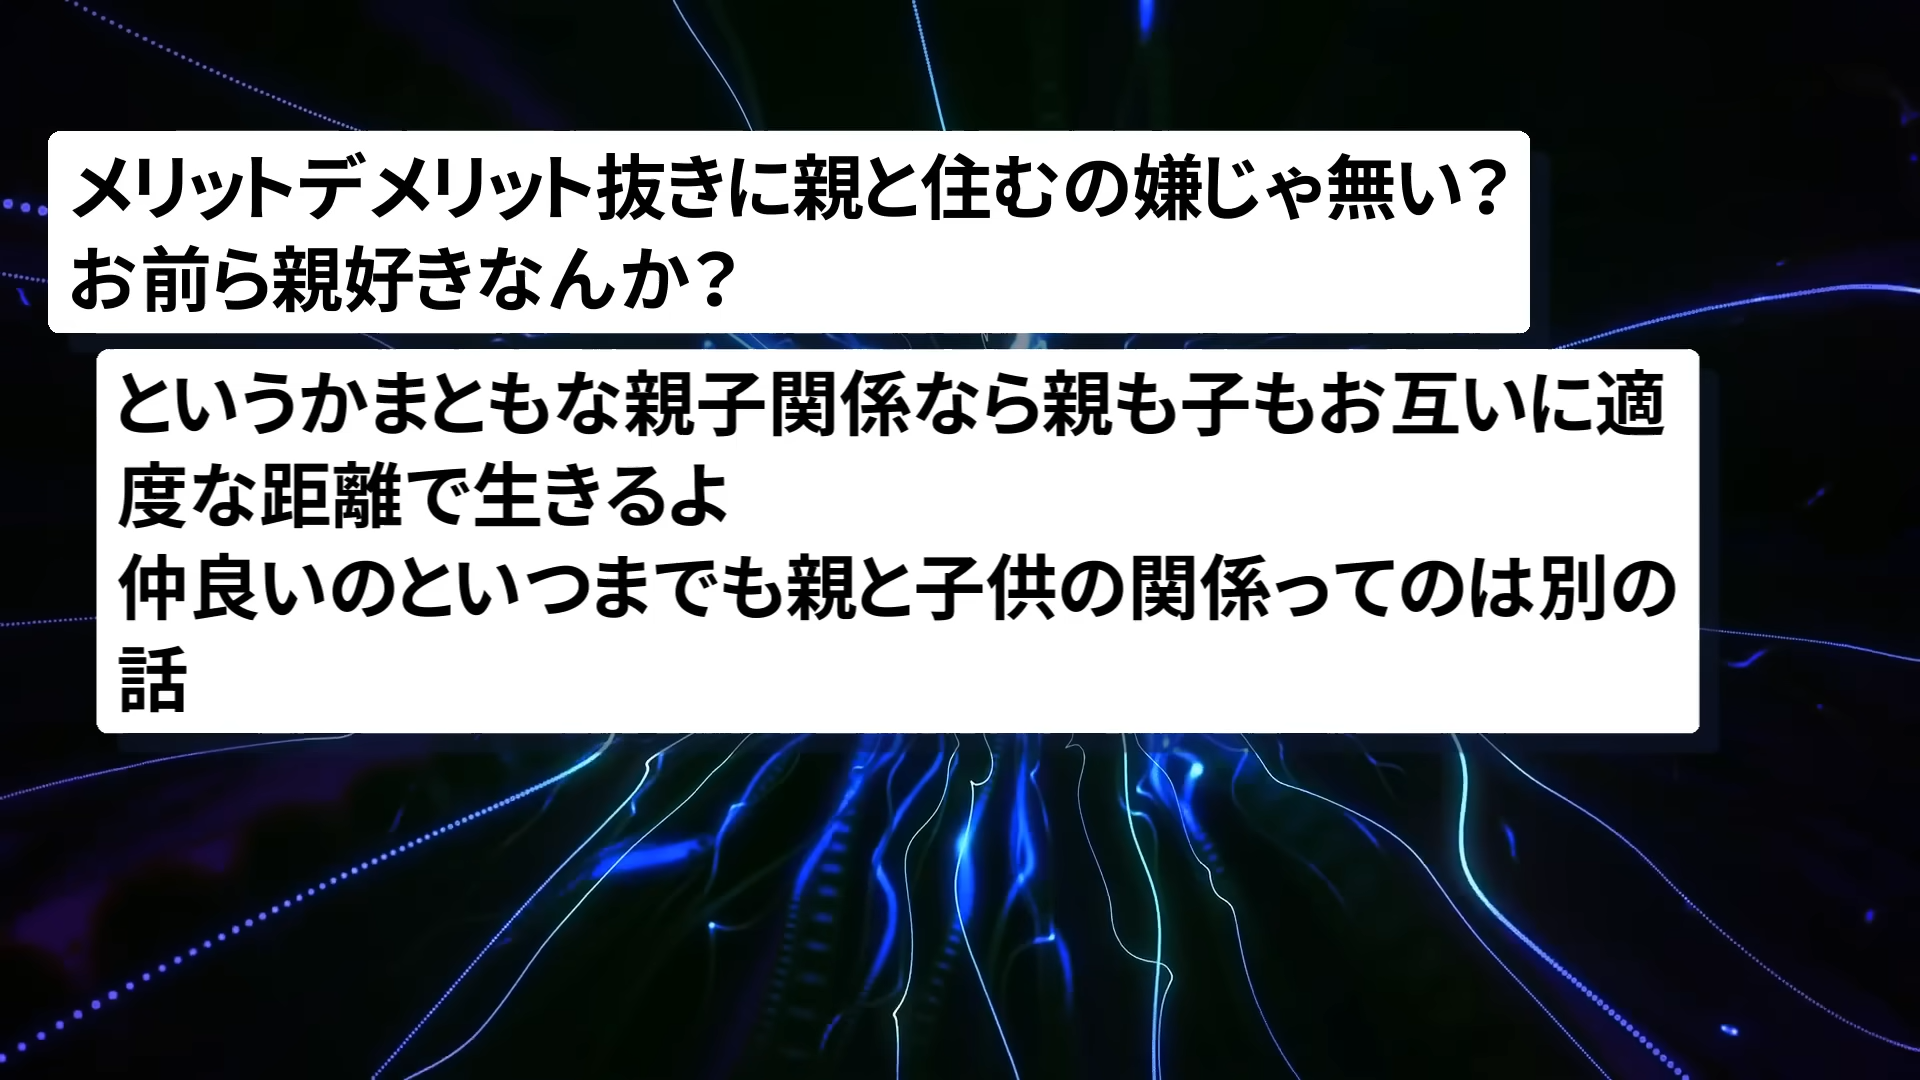 メリットデメリット抜きに親と住むの嫌じゃ無い？
お前ら親好きなんか？
というかまともな親子関係なら親も子もお互いに適
度な距離で生きるよ
仲良いのといつまでも親と子供の関係ってのは別の
話